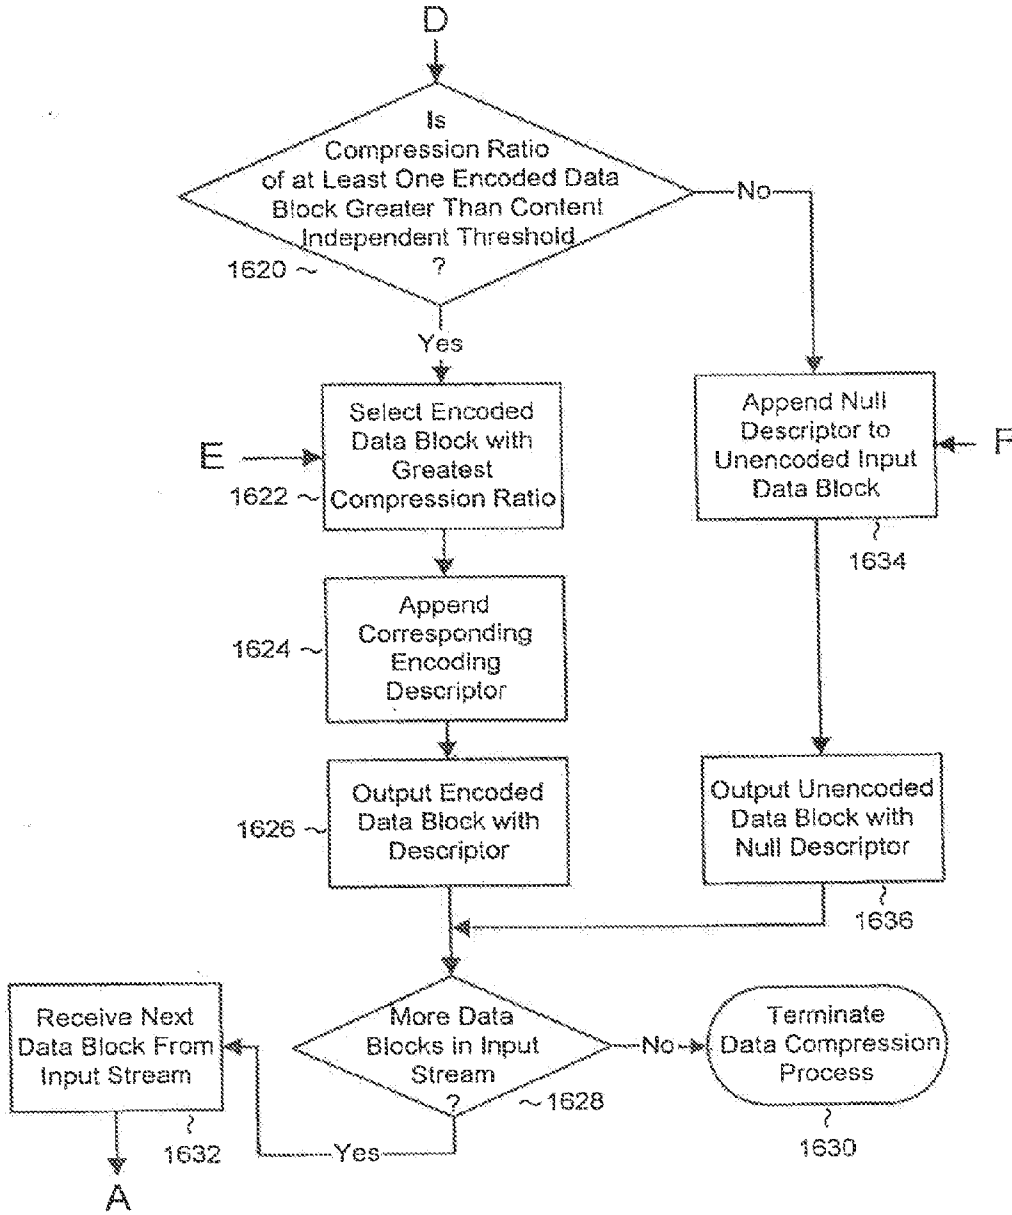 D
Is
Compression Ratio
of at Least One Encoded Data
Block Greater Than Content
Independent Threshold
?
1620
No
Yes
Select Encoded
Data Block with
Greatest
Compression Ratio
E
1622
Append Null
Descriptor to
Unencoded Input
Data Block
F
1634
Append
Corresponding
Encoding
Descriptor
1624
Output Encoded
Data Block with
Descriptor
1626
Output Unencoded
Data Block with
Null Descriptor
1636
Receive Next
Data Block From
Input Stream
1632
More Data
Blocks in Input
Stream
?
1628
No
Terminate
Data Compression
Process
1630
Yes
A